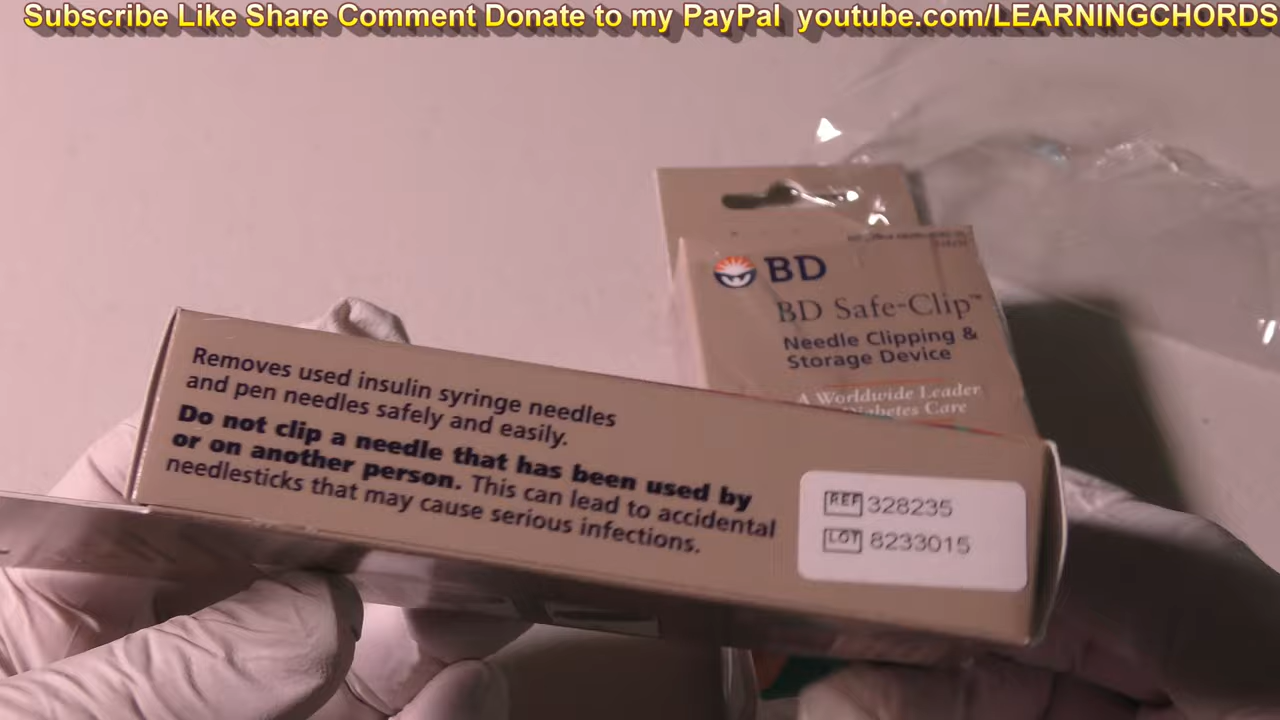 Subscribe Like Share Comment Donate to my PayPal youtube.com/LEARNINGCHORDS
BD
BD Safe-Clip™
Needle Clipping &
Storage Device
A Worldwide Leader
Diabetes Care
Removes used insulin syringe needles
and pen needles safely and easily.
Do not clip a needle that has been used by
or on another person. This can lead to accidental
needlesticks that may cause serious infections.
REF 328235
LOT 8233015